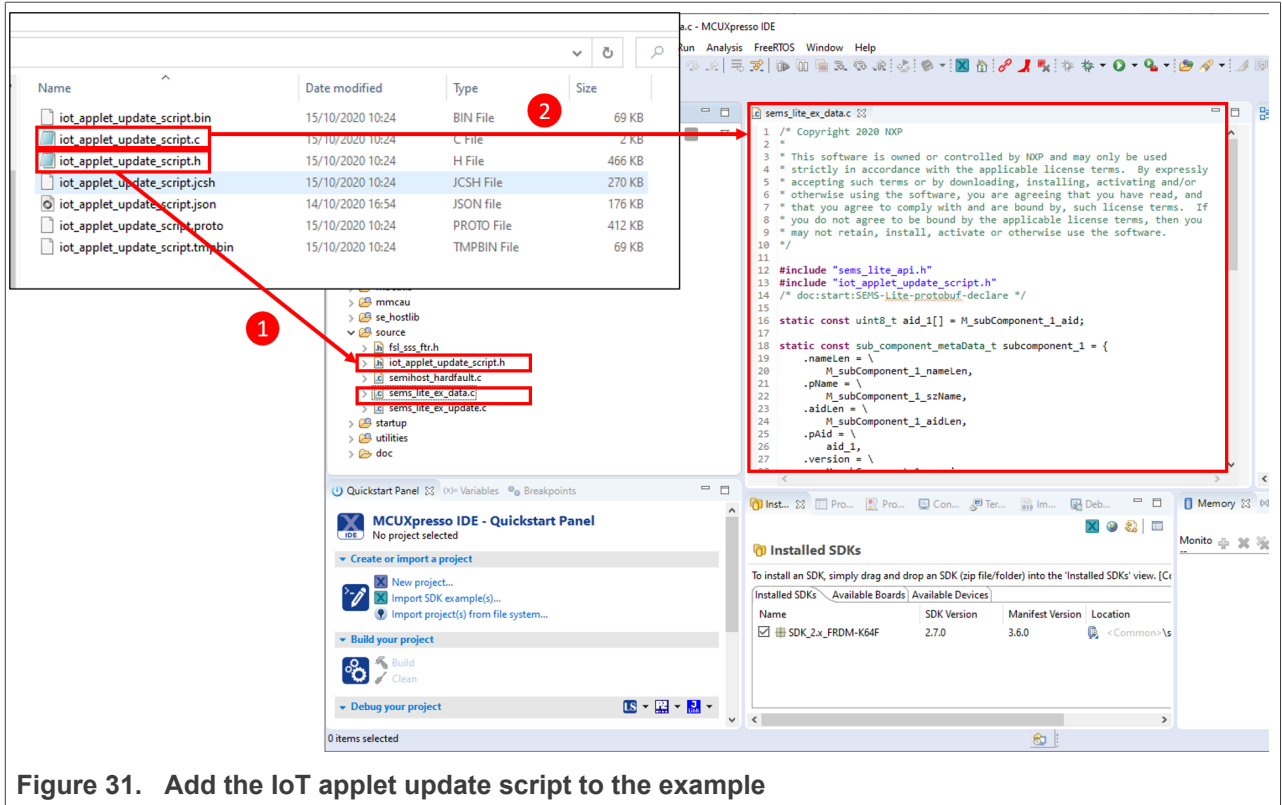 a.c - MCUXpresso IDE
Run Analysis FreeRTOS Window Help
Name Date modified Type Size
iot_applet_update_script.bin 15/10/2020 10:24 BIN File 69 KB
iot_applet_update_script.c 15/10/2020 10:24 C File 2 KB
iot_applet_update_script.h 15/10/2020 10:24 H File 466 KB
iot_applet_update_script.jcsh 15/10/2020 10:24 JCSH File 270 KB
iot_applet_update_script.json 14/10/2020 16:54 JSON file 176 KB
iot_applet_update_script.proto 15/10/2020 10:24 PROTO File 412 KB
iot_applet_update_script.tmpbin 15/10/2020 10:24 TMPBIN File 69 KB
2
1
mmcau
se_hostlib
source
fsl_sss_ftr.h
iot_applet_update_script.h
semihost_hardfault.c
sems_lite_ex_data.c
sems_lite_ex_update.c
startup
utilities
doc
sems_lite_ex_data.c
1 /* Copyright 2020 NXP
2 *
3 * This software is owned or controlled by NXP and may only be used
4 * strictly in accordance with the applicable license terms. By expressly
5 * accepting such terms or by downloading, installing, activating and/or
6 * otherwise using the software, you are agreeing that you have read, and
7 * that you agree to comply with and are bound by, such license terms. If
8 * you do not agree to be bound by the applicable license terms, then you
9 * may not retain, install, activate or otherwise use the software.
10 */
11
12 #include "sems_lite_api.h"
13 #include "iot_applet_update_script.h"
14 /* doc:start:SEMS-Lite-protobuf-declare */
15
16 static const uint8_t aid_1[] = M_subComponent_1_aid;
17
18 static const sub_component_metaData_t subcomponent_1 = {
19 .nameLen = \
20 M_subComponent_1_nameLen,
21 .pName = \
22 M_subComponent_1_szName,
23 .aidLen = \
24 M_subComponent_1_aidLen,
25 .pAid = \
26 aid_1,
27 .version = \
Quickstart Panel (x)= Variables Breakpoints
IDE
MCUXpresso IDE - Quickstart Panel
No project selected
Create or import a project
New project...
Import SDK example(s)...
Import project(s) from file system...
Build your project
Build
Clean
Debug your project
LS
0 items selected
Inst... Pro... Pro... Con... Ter... Im... Deb...
Installed SDKs
To install an SDK, simply drag and drop an SDK (zip file/folder) into the 'Installed SDKs' view. [Co
Installed SDKs Available Boards Available Devices
Name SDK Version Manifest Version Location
SDK_2.x_FRDM-K64F 2.7.0 3.6.0 <Common>\s
Memory
Monito
Figure 31. Add the IoT applet update script to the example